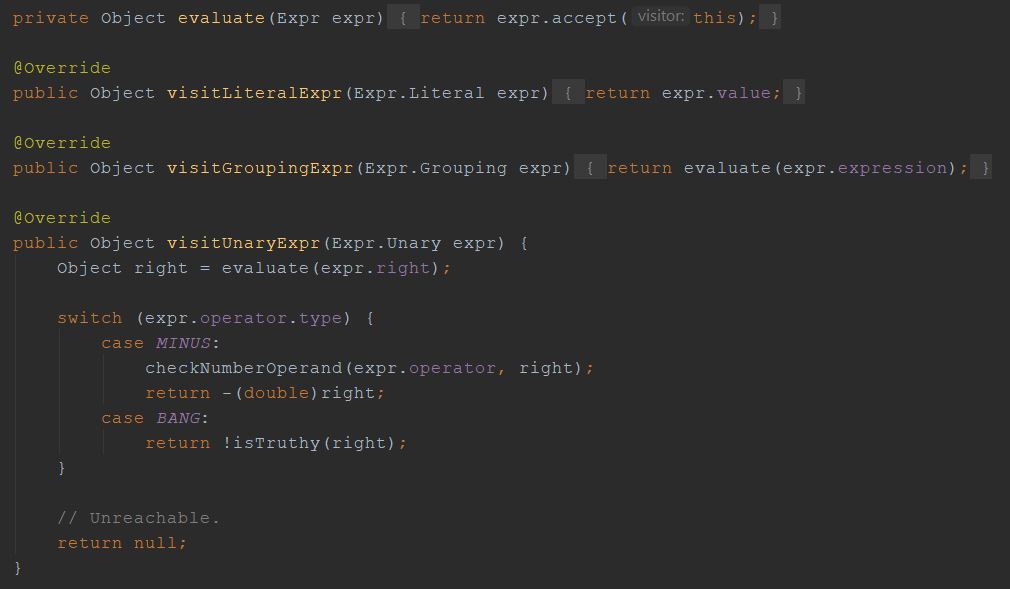 private Object evaluate(Expr expr) { return expr.accept( visitor: this); }
@Override
public Object visitLiteralExpr(Expr.Literal expr) { return expr.value; }
@Override
public Object visitGroupingExpr(Expr.Grouping expr) { return evaluate(expr.expression); }
@Override
public Object visitUnaryExpr(Expr.Unary expr) {
    Object right = evaluate(expr.right);
    switch (expr.operator.type) {
        case MINUS:
            checkNumberOperand(expr.operator, right);
            return -(double)right;
        case BANG:
            return !isTruthy(right);
    }
    // Unreachable.
    return null;
}